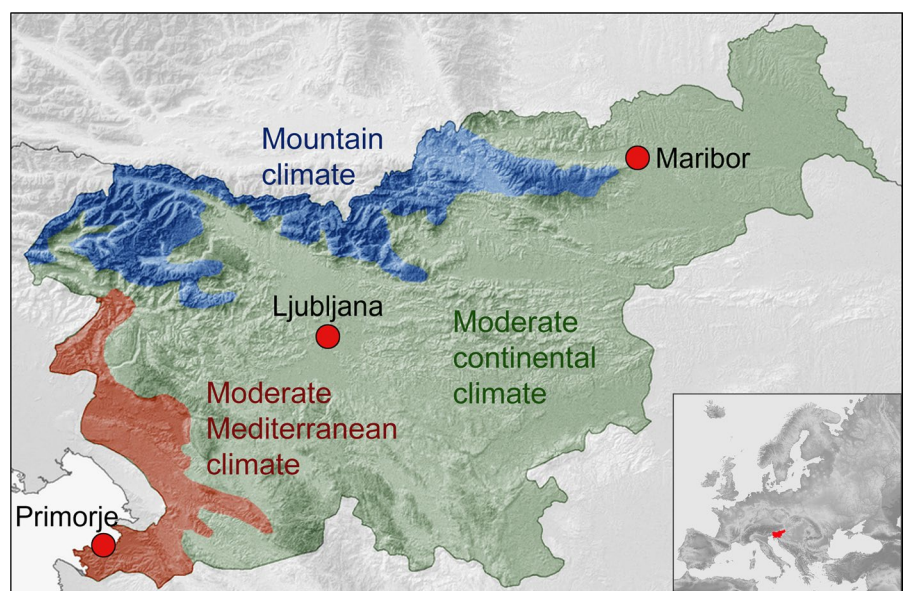 Mountain
climate
Maribor
Ljubljana
Moderate
continental
climate
Moderate
Mediterranean
climate
Primorje